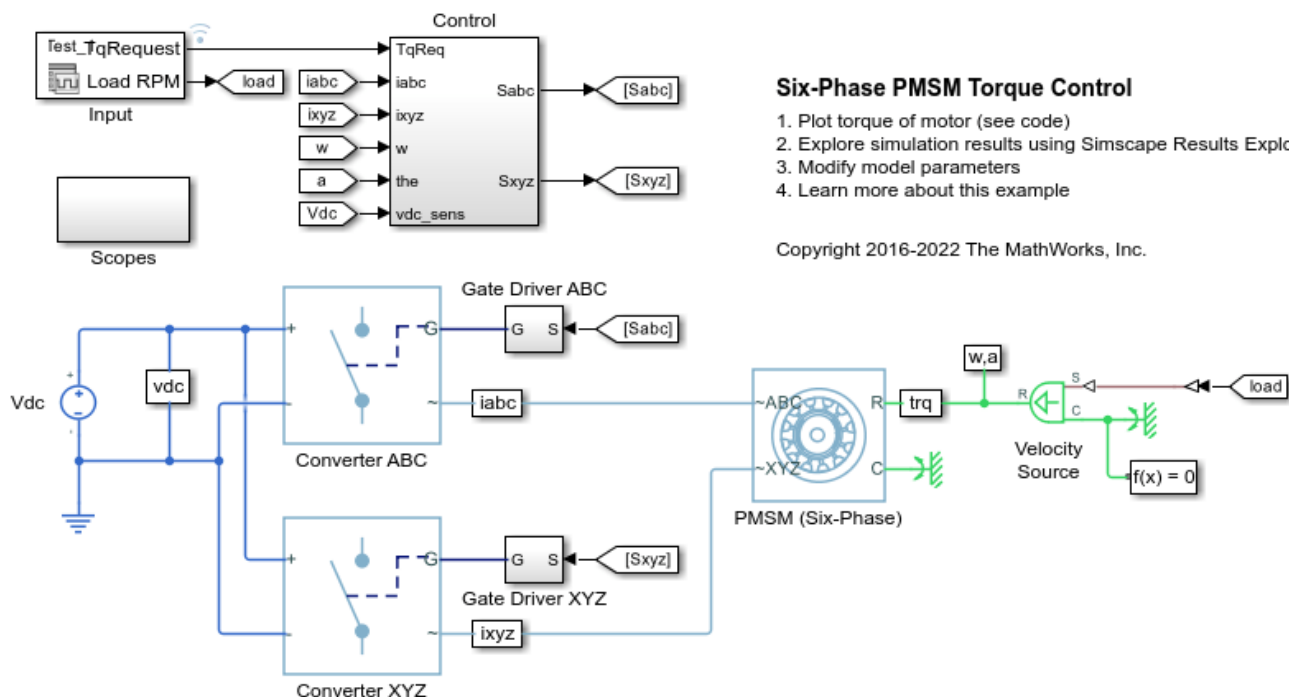 Control
Test_TqRequest
Load RPM
load
Input
TqReq
iabc
iabc
ixyz
ixyz
w
w
a
the
Vdc
vdc_sens
Sabc
[Sabc]
Sxyz
[Sxyz]
Scopes
Six-Phase PMSM Torque Control
1. Plot torque of motor (see code)
2. Explore simulation results using Simscape Results Explo
3. Modify model parameters
4. Learn more about this example
Copyright 2016-2022 The MathWorks, Inc.
Gate Driver ABC
+
G
G
S
[Sabc]
Vdc
+
-
vdc
-
~
iabc
Converter ABC
~ABC
~XYZ
R
C
trq
w,a
R
S
C
load
Velocity
Source
f(x) = 0
PMSM (Six-Phase)
+
G
G
S
[Sxyz]
Gate Driver XYZ
-
~
ixyz
Converter XYZ